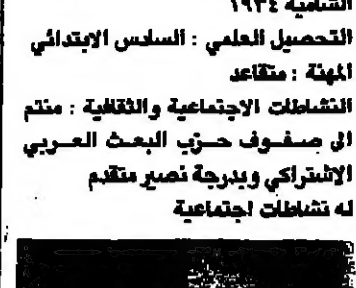 الشامية ١٩٣٤
التحصيل العلمي : السادس الابتدائي
المهنة : متقاعد
النشاطات الاجتماعية والثقافية : منتم
الى صفوف حزب البعث العربي
الاشتراكي وبدرجة نصير متقدم
له نشاطات اجتماعية